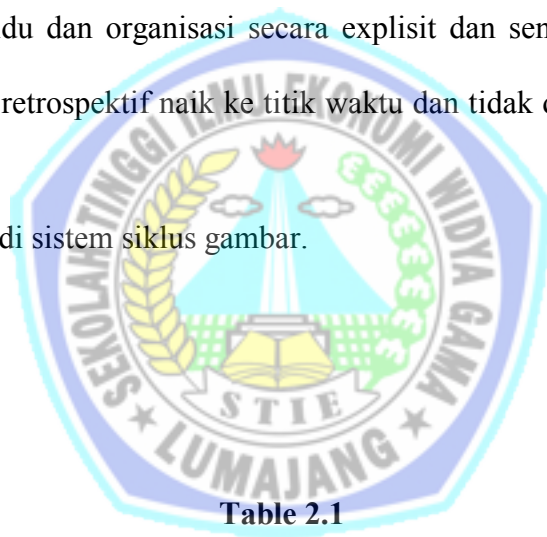 du dan organisasi secara explisit dan sen
retrospektif naik ke titik waktu dan tidak
di sistem siklus gambar.
SEKOLAH TINGGI ILMU EKONOMI WIDYA GAMA
STIE
LUMAJANG
Table 2.1